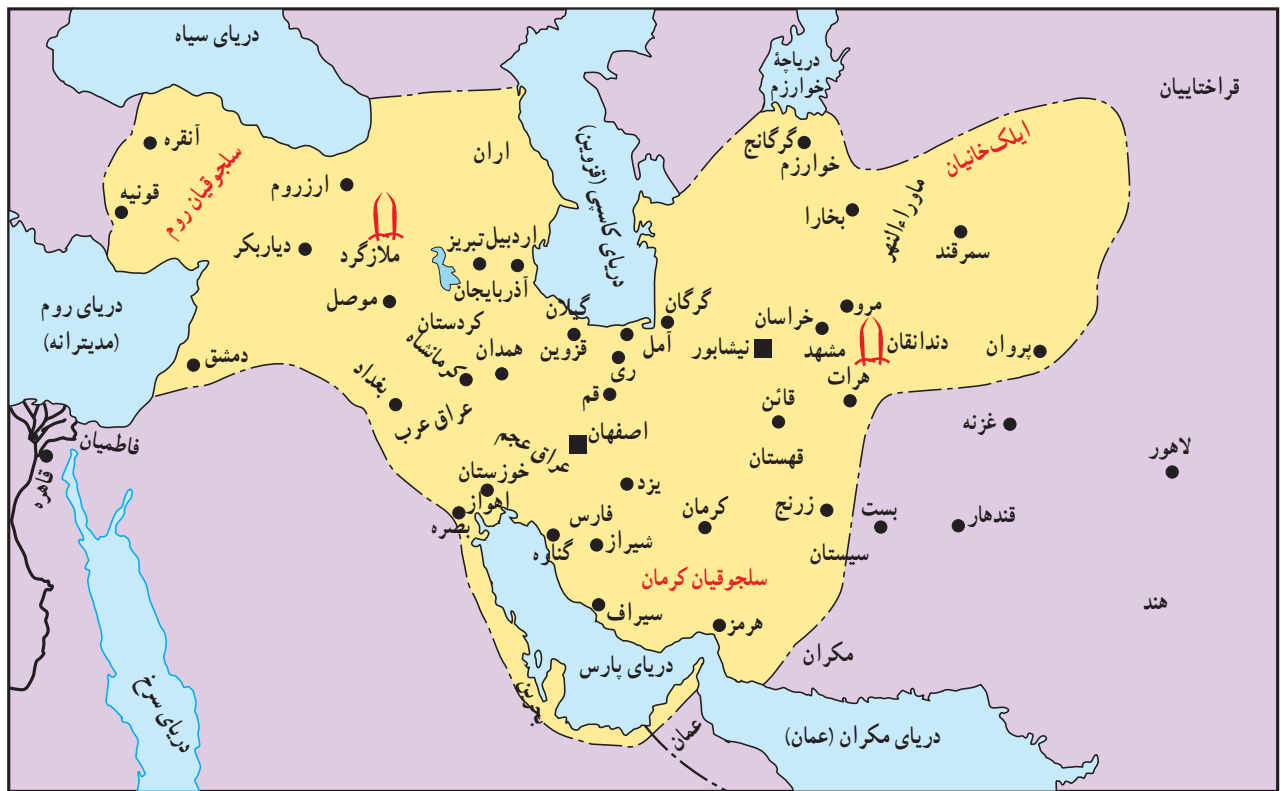 دریای سیاه
دریاچهٔ
خوارزم
قراختاییان
آنقره
سلجوقیان روم
قونیه
ارزروم
اران
دریای کاسپی (قزوین)
گرگانج
خوارزم
ایلک‌خانیان
ماوراءالنهر
بخارا
سمرقند
دیاربکر
ملازگرد
اردبیل
تبریز
آذربایجان
موصل
دریای روم
(مدیترانه)
کردستان
گیلان
گرگان
خراسان
مرو
دمشق
کرمانشاه
همدان
قزوین
آمل
نیشابور
مشهد
دندانقان
پروان
ری
هرات
بغداد
قم
قائن
عراق عرب
غزنه
فاطمیان
عراق عجم
اصفهان
قهستان
لاهور
قاهره
خوزستان
یزد
اهواز
بصره
فارس
کرمان
زرنج
بست
قندهار
گناوه
شیراز
سیستان
سلجوقیان کرمان
هند
سیراف
هرمز
مکران
دریای پارس
بحرین
دریای سرخ
عمان
دریای مکران (عمان)